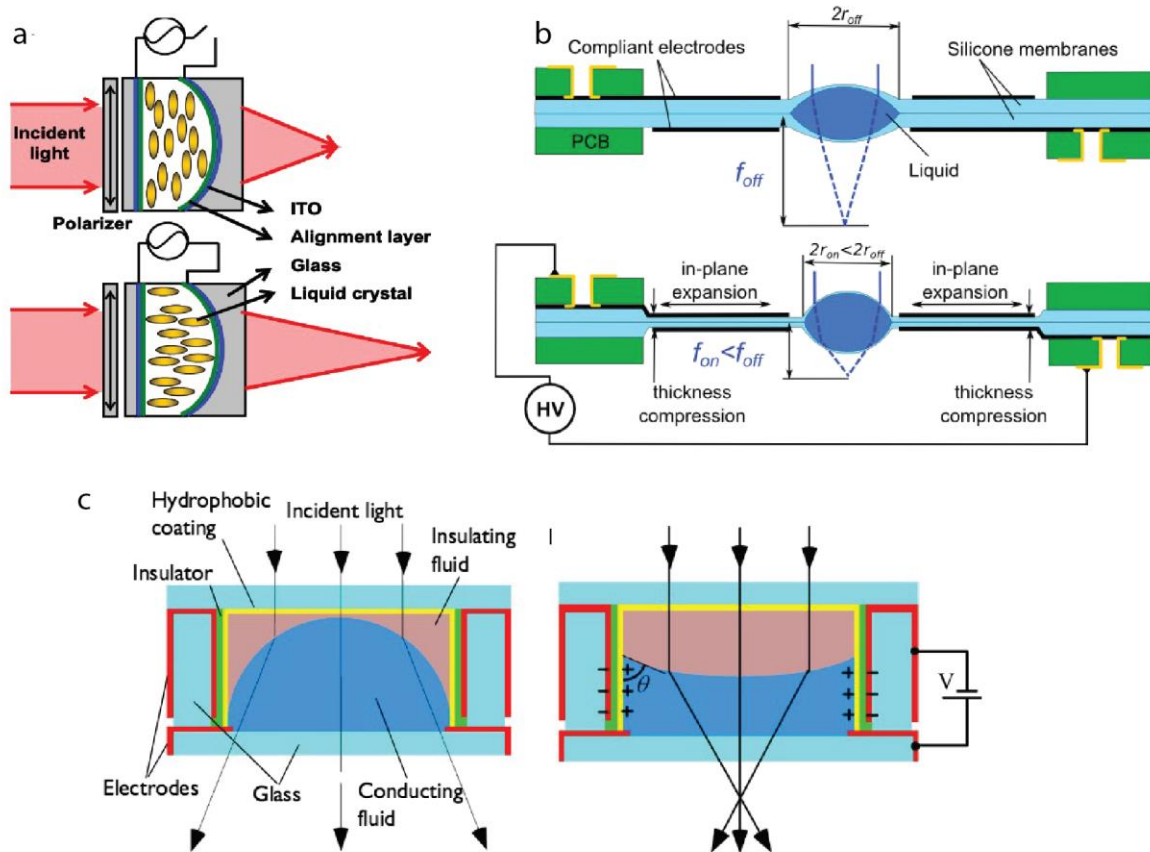 a
Incident
light
Polarizer
ITO
Alignment layer
Glass
Liquid crystal
b
2r_off
Compliant electrodes
Silicone membranes
PCB
Liquid
f_off
2r_on<2r_off
in-plane
expansion
in-plane
expansion
f_on<f_off
HV
thickness
compression
thickness
compression
c
Hydrophobic
coating
Incident light
Insulating
fluid
Insulator
Electrodes
Glass
Conducting
fluid
l
θ
- + + -
- + + -
- + + -
V